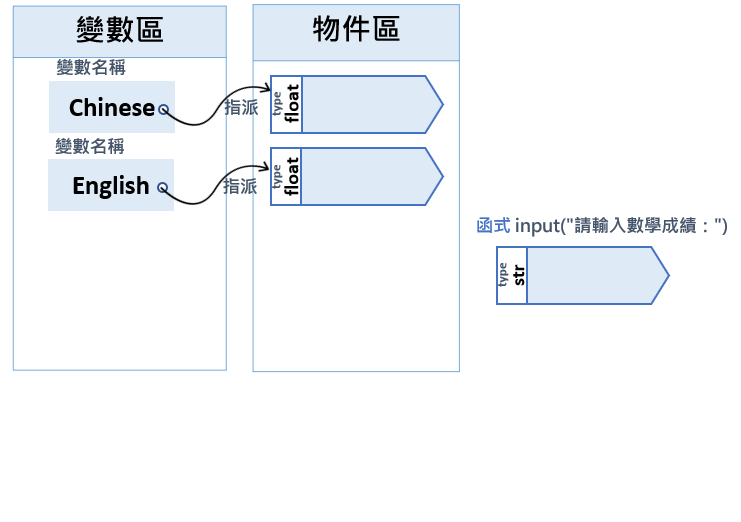 變數區
物件區
變數名稱
Chinese
指派
type
float
變數名稱
English
指派
type
float
函式 input("請輸入數學成績：")
type
str